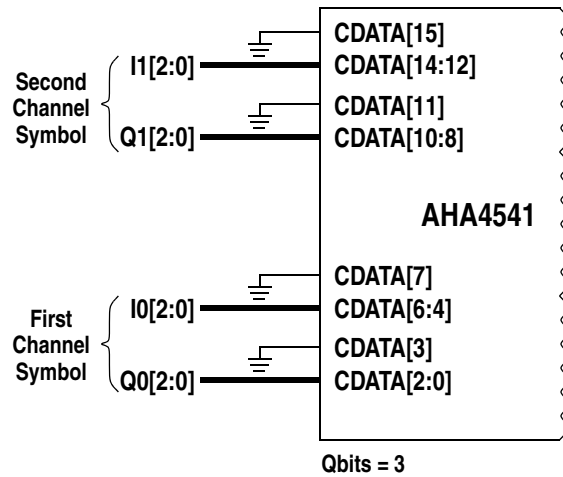 CDATA[15]
I1[2:0] CDATA[14:12]
Second
Channel
Symbol
CDATA[11]
Q1[2:0] CDATA[10:8]
AHA4541
CDATA[7]
I0[2:0] CDATA[6:4]
First
Channel
Symbol
CDATA[3]
Q0[2:0] CDATA[2:0]
Qbits = 3